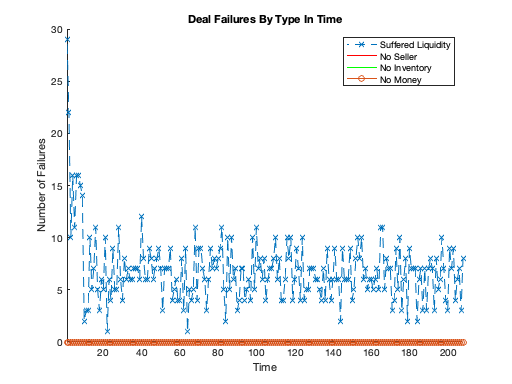 Deal Failures By Type In Time
30
25
20
15
10
5
0
Number of Failures
Suffered Liquidity
No Seller
No Inventory
No Money
20 40 60 80 100 120 140 160 180 200
Time